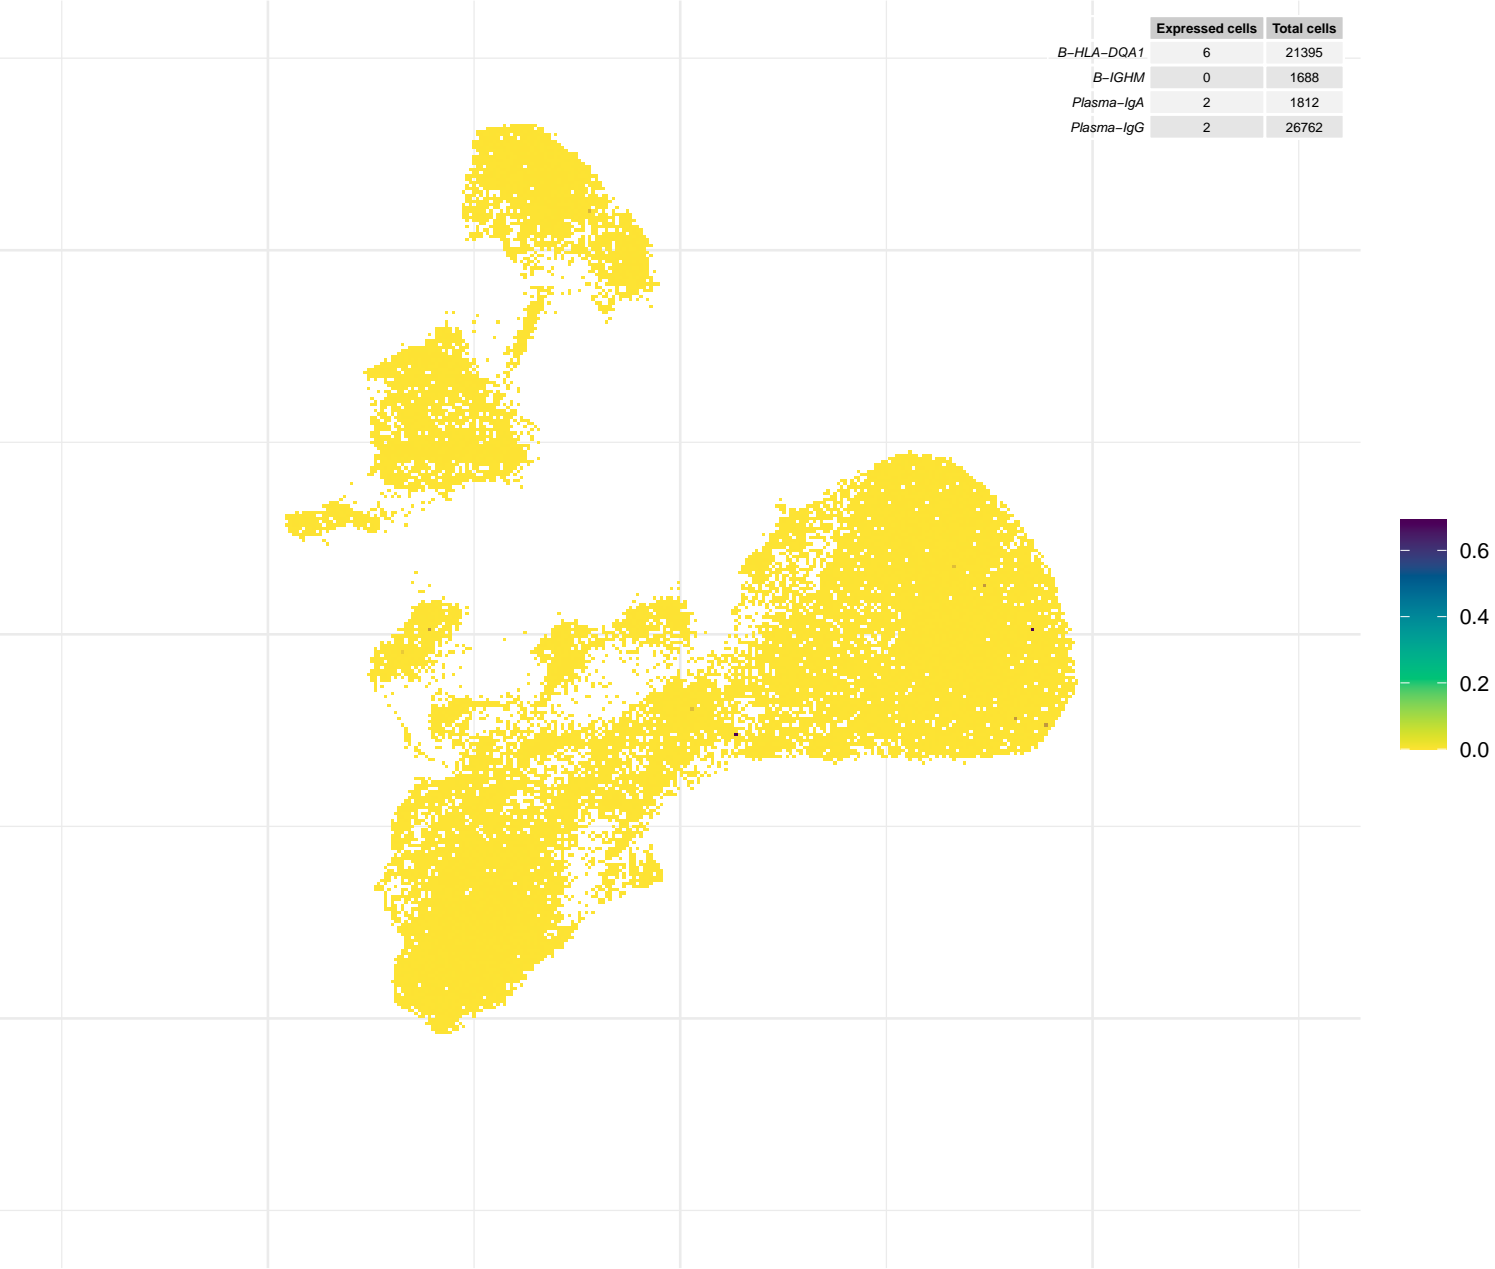 Expressed cells Total cells
B−HLA−DQA1 6 21395
B−IGHM 0 1688
Plasma−IgA 2 1812
Plasma−IgG 2 26762
0.6
0.4
0.2
0.0